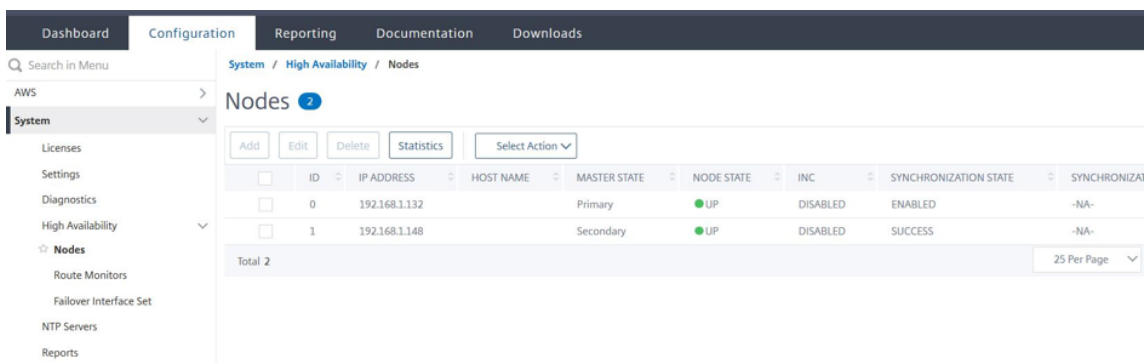 Dashboard Configuration Reporting Documentation Downloads
Search in Menu
AWS
System
Licenses
Settings
Diagnostics
High Availability
Nodes
Route Monitors
Failover Interface Set
NTP Servers
Reports
System / High Availability / Nodes
Nodes 2
Add Edit Delete Statistics Select Action
ID IP ADDRESS HOST NAME MASTER STATE NODE STATE INC SYNCHRONIZATION STATE SYNCHRONIZAT
0 192.168.1.132 Primary UP DISABLED ENABLED -NA-
1 192.168.1.148 Secondary UP DISABLED SUCCESS -NA-
Total 2 25 Per Page